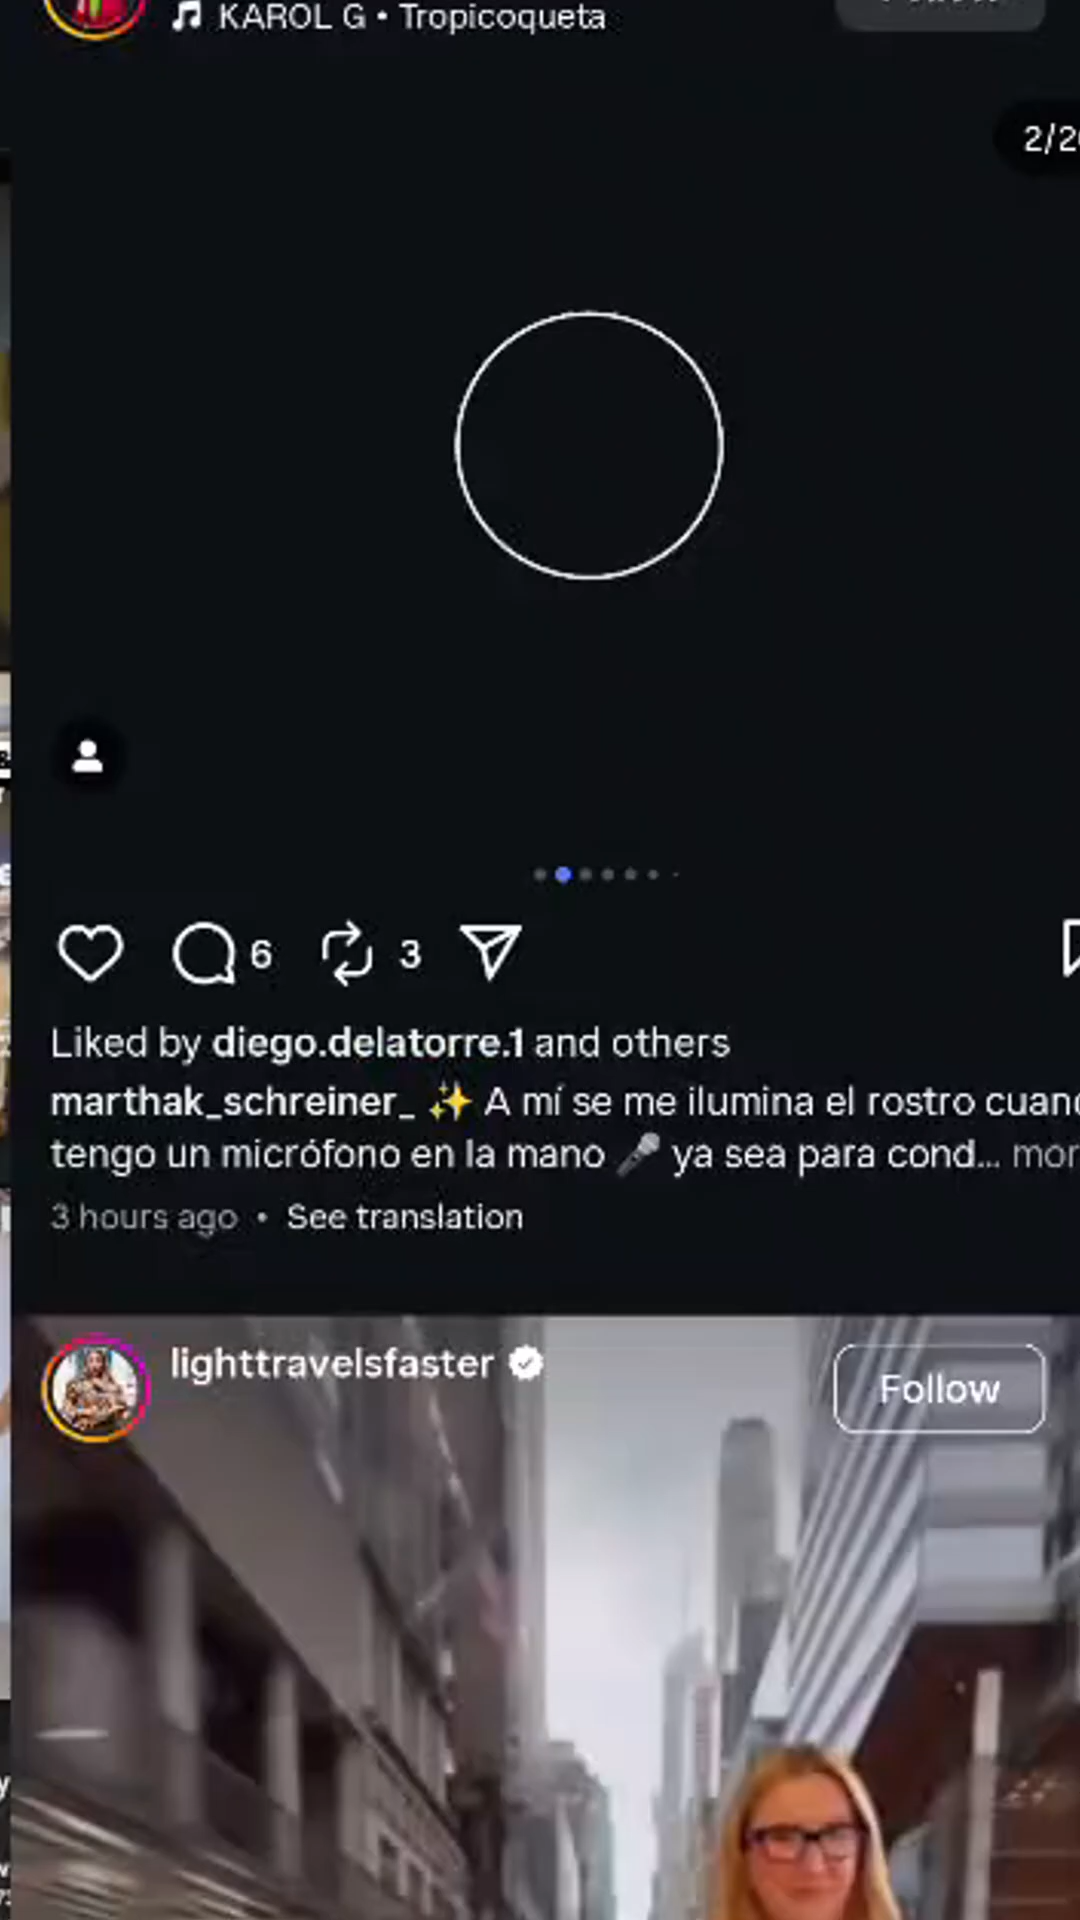 KAROL G • Tropicoqueta
2/2
6
3
Liked by diego.delatorre.1 and others
marthak_schreiner_ ✨ A mí se me ilumina el rostro
tengo un micrófono en la mano 🎤 ya sea para cond... mor
3 hours ago • See translation
lighttravelsfaster
Follow